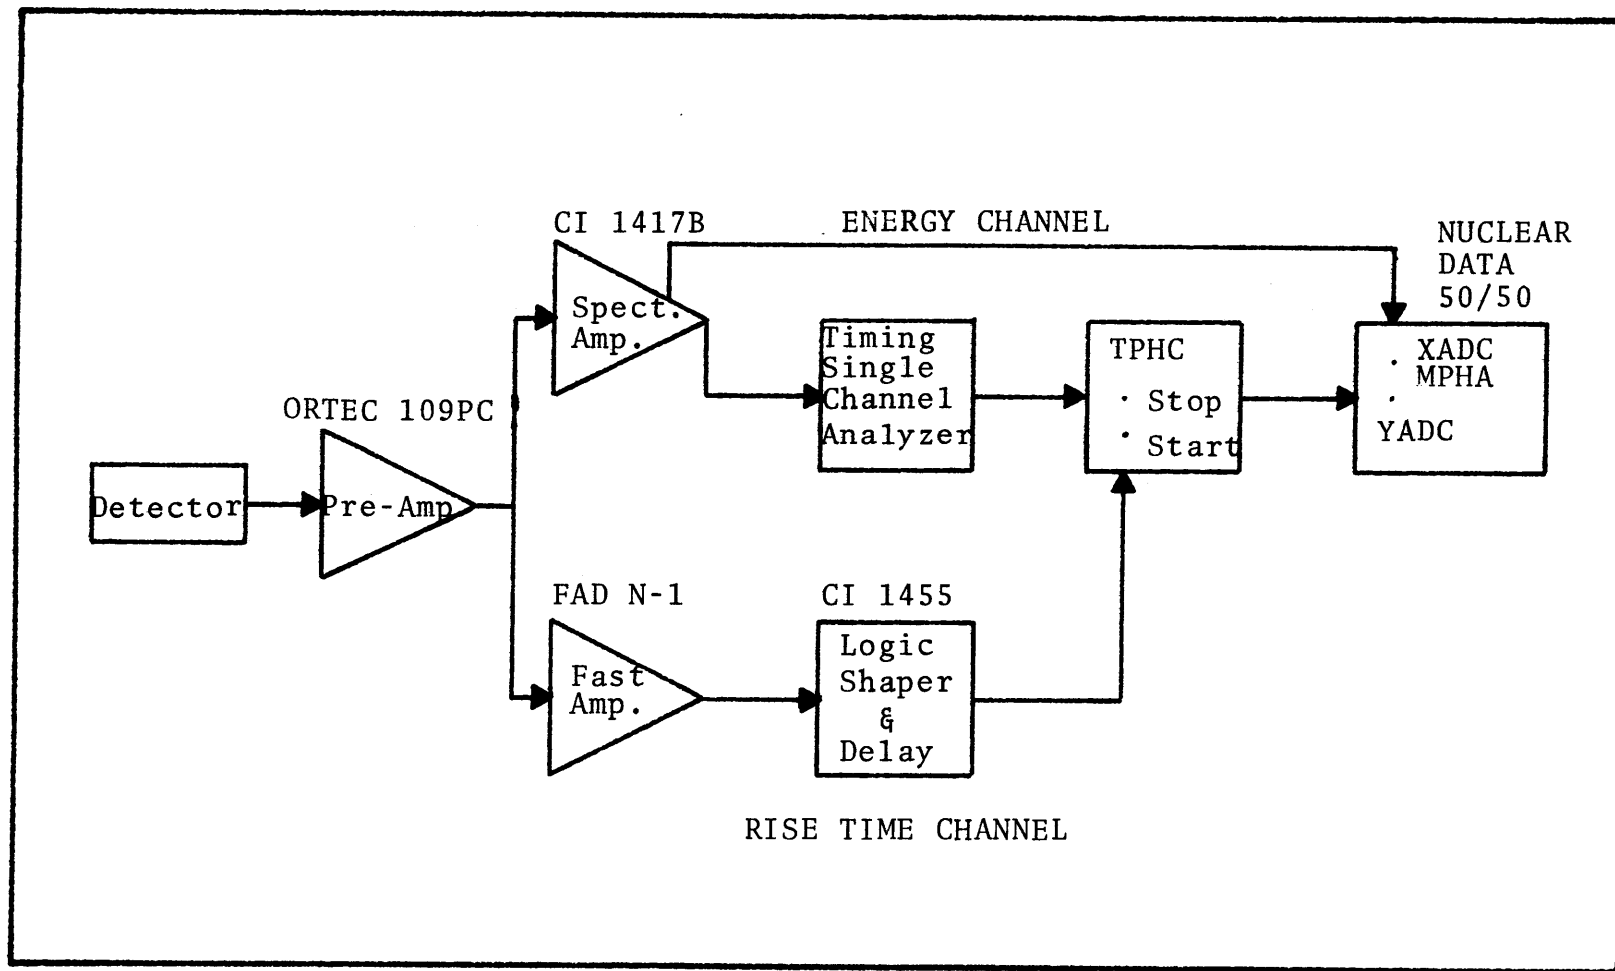 CI 1417B
ENERGY CHANNEL
NUCLEAR
DATA
50/50
Spect.
Amp.
Timing
Single
Channel
Analyzer
TPHC
· Stop
· Start
XADC
MPHA
YADC
ORTEC 109PC
Detector
Pre-Amp
FAD N-1
Fast
Amp.
CI 1455
Logic
Shaper
&
Delay
RISE TIME CHANNEL